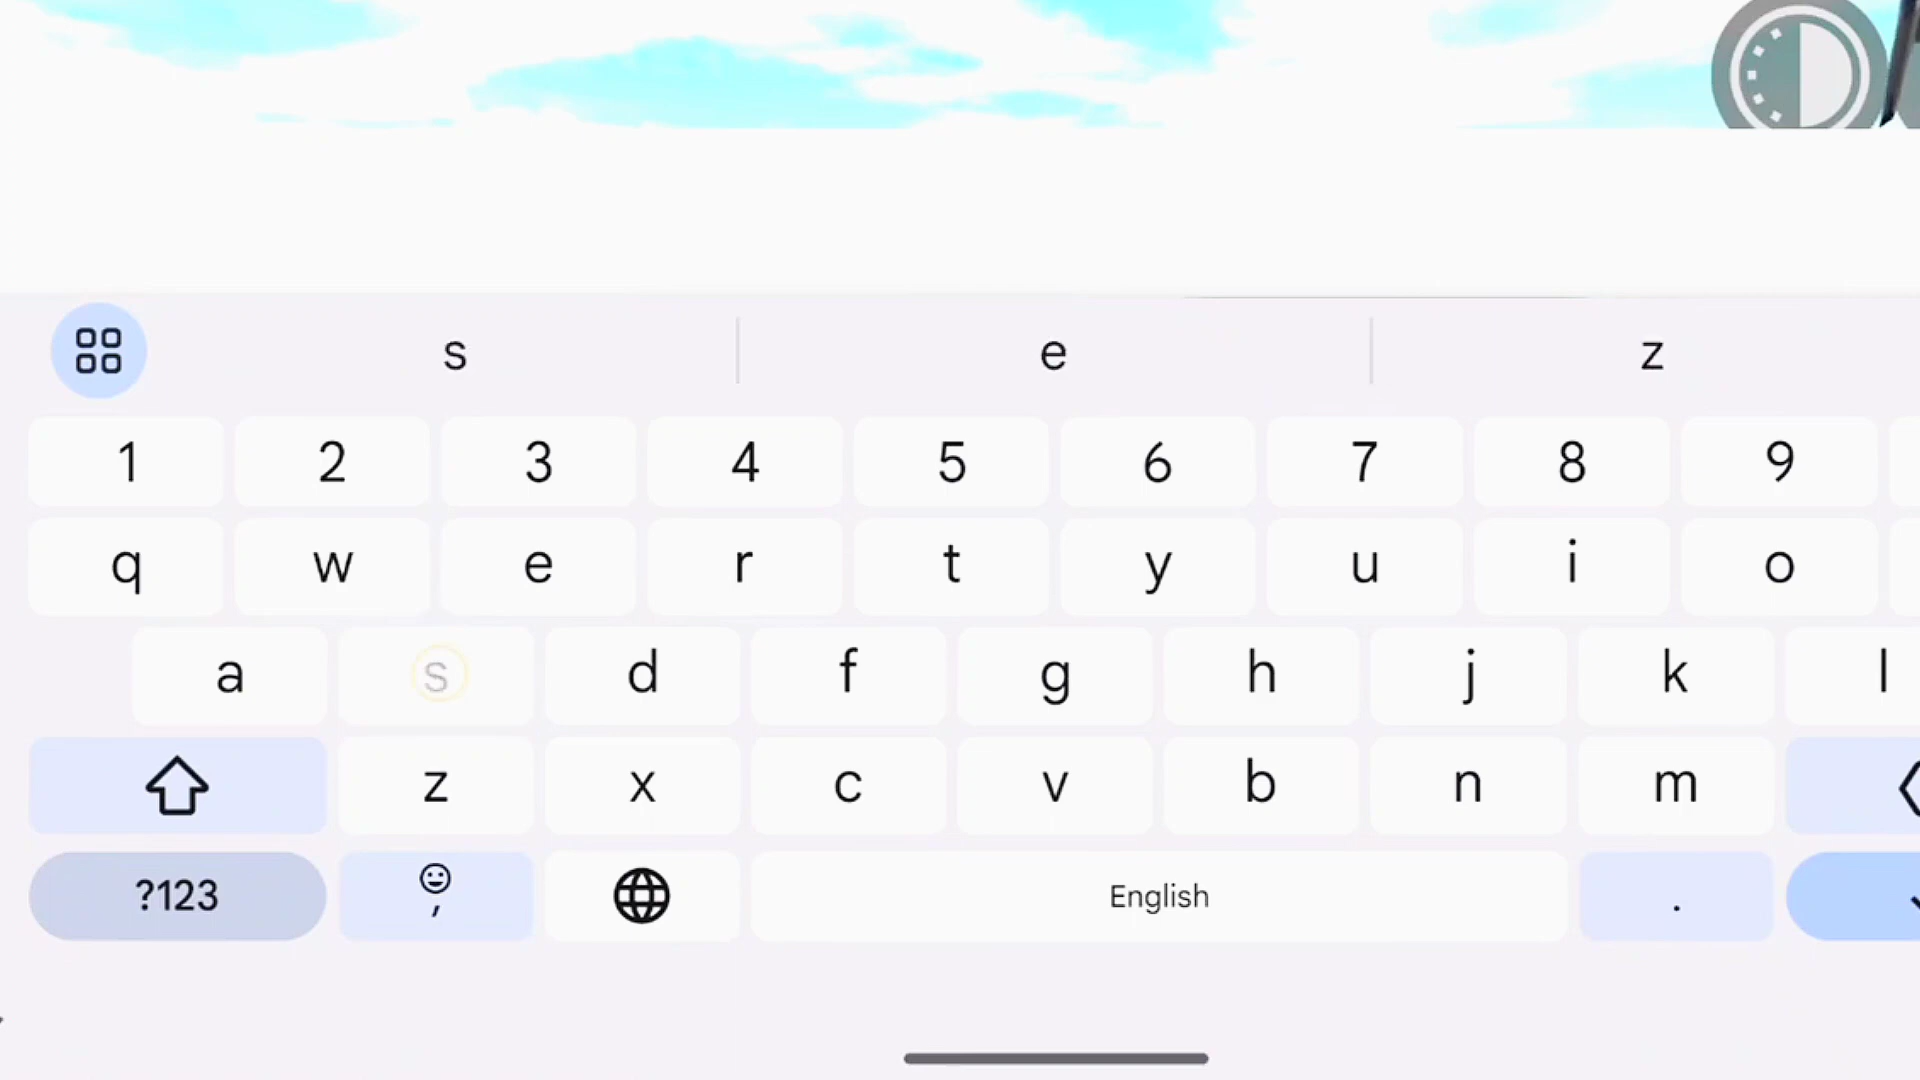 s e z
1 2 3 4 5 6 7 8 9
q w e r t y u i o
a s d f g h j k l
z x c v b n m
?123 , English .